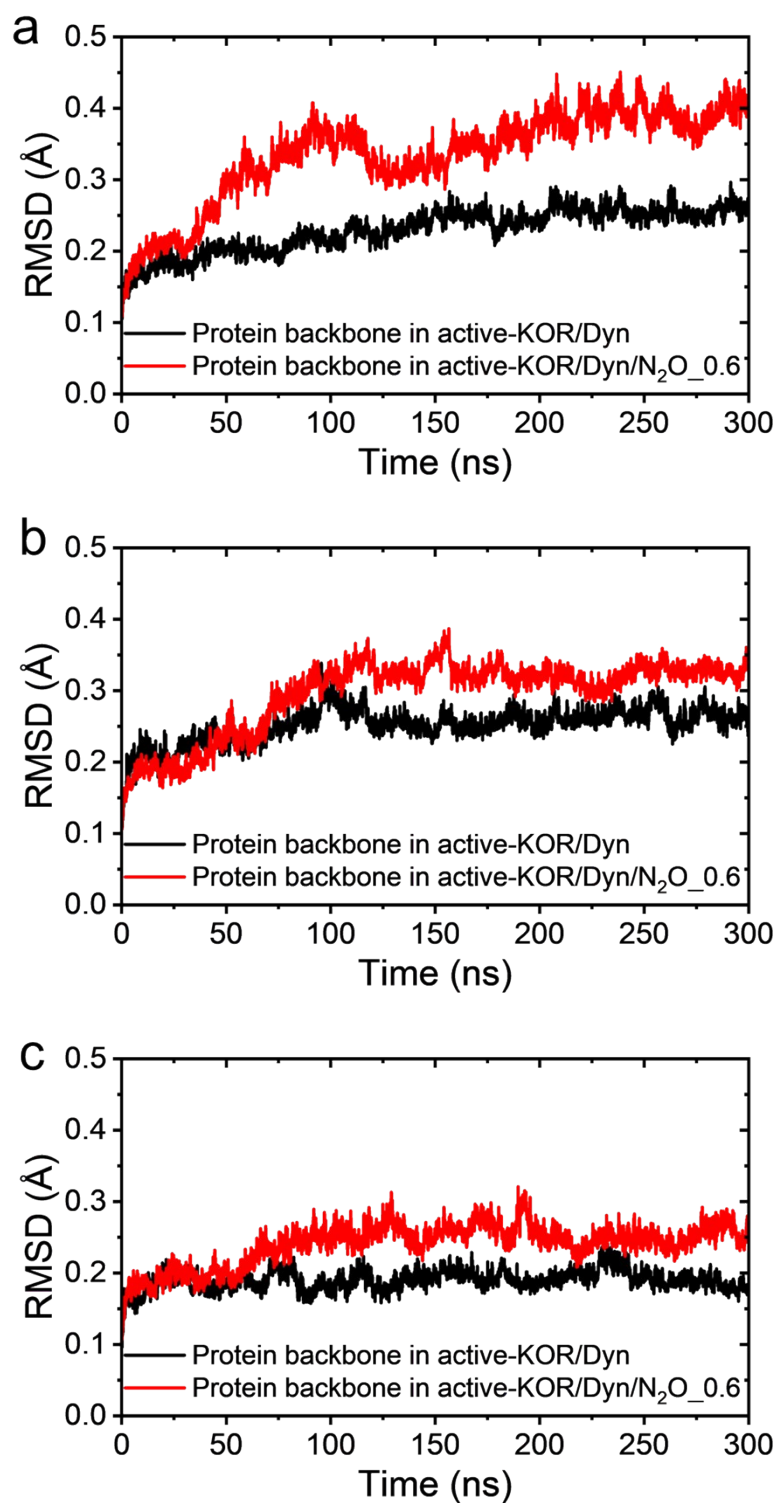 a
0.5
0.4
0.3
0.2
0.1
0.0
RMSD (Å)
Protein backbone in active-KOR/Dyn
Protein backbone in active-KOR/Dyn/N₂O_0.6
0 50 100 150 200 250 300
Time (ns)
b
0.5
0.4
0.3
0.2
0.1
0.0
RMSD (Å)
Protein backbone in active-KOR/Dyn
Protein backbone in active-KOR/Dyn/N₂O_0.6
0 50 100 150 200 250 300
Time (ns)
c
0.5
0.4
0.3
0.2
0.1
0.0
RMSD (Å)
Protein backbone in active-KOR/Dyn
Protein backbone in active-KOR/Dyn/N₂O_0.6
0 50 100 150 200 250 300
Time (ns)